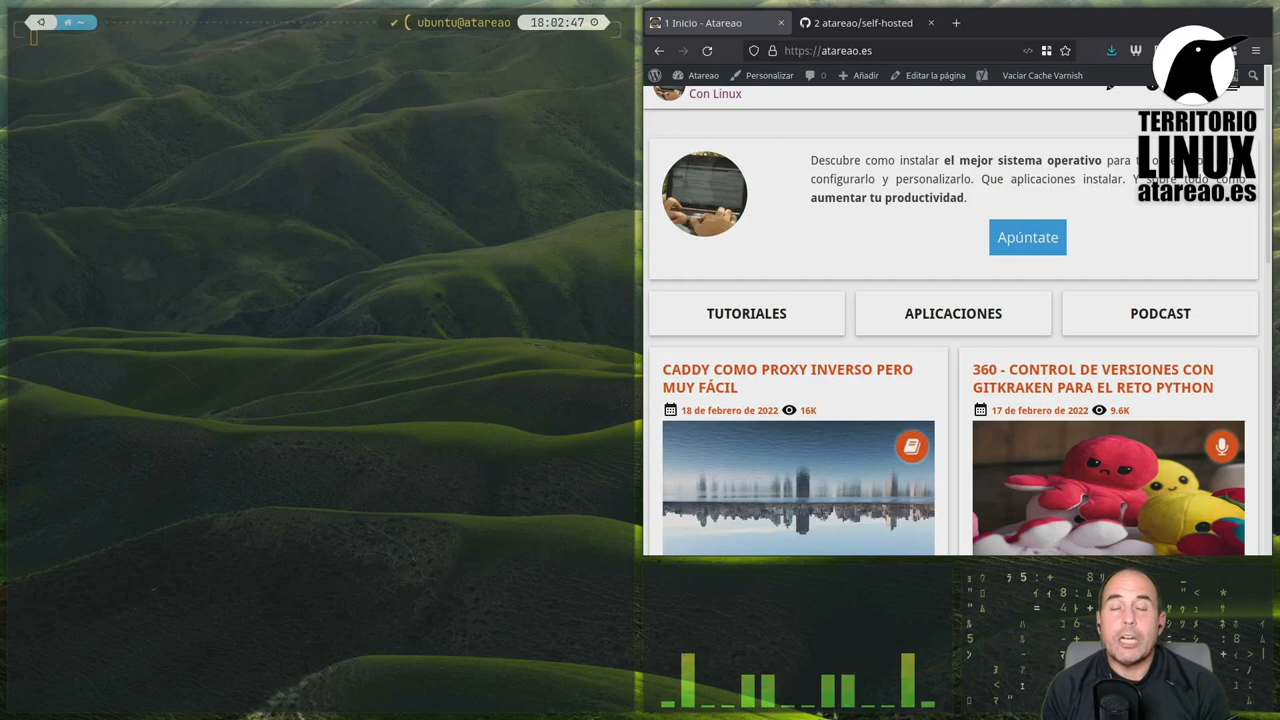 ~
✔ ubuntu@atareao 18:02:47
1 Inicio - Atareao
2 atareao/self-hosted
https://atareao.es
Atareao Personalizar 0 Añadir Editar la página Vaciar Cache Varnish
Con Linux
TERRITORIO
LINUX
atareao.es
Descubre como instalar el mejor sistema operativo para
configurarlo y personalizarlo. Que aplicaciones instalar. Y sobre todo como
aumentar tu productividad.
Apúntate
TUTORIALES
APLICACIONES
PODCAST
CADDY COMO PROXY INVERSO PERO
MUY FÁCIL
18 de febrero de 2022 16K
360 - CONTROL DE VERSIONES CON
GITKRAKEN PARA EL RETO PYTHON
17 de febrero de 2022 9.6K